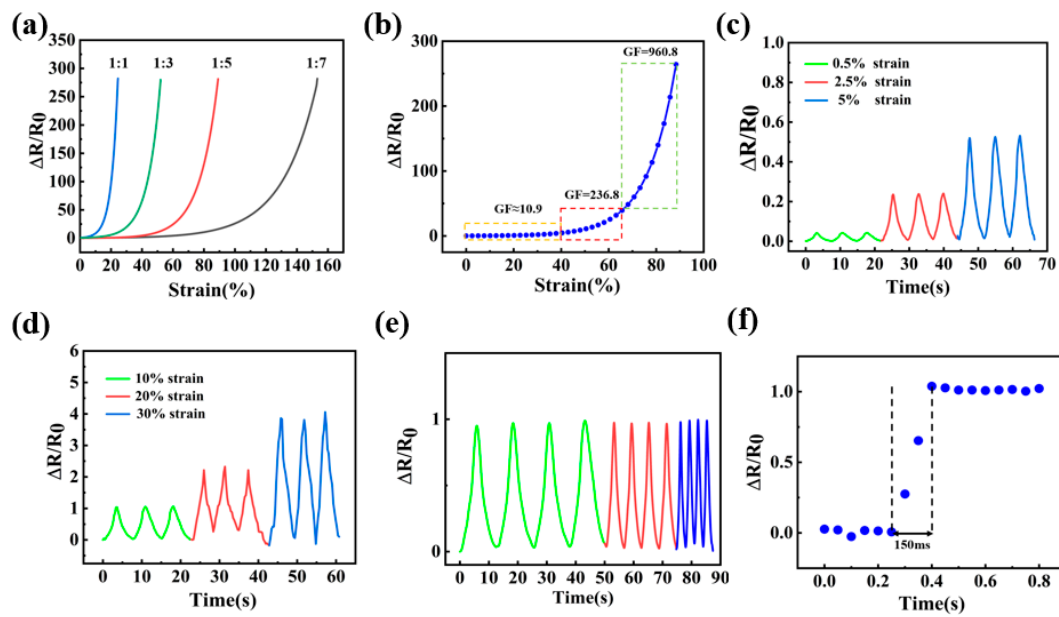 (a)
350
300
250
200
150
100
50
0
ΔR/R0
1:1
1:3
1:5
1:7
0 20 40 60 80 100 120 140 160
Strain(%)
(b)
300
200
100
0
ΔR/R0
GF=960.8
GF≈10.9
GF=236.8
0 20 40 60 80 100
Strain(%)
(c)
1.0
0.8
0.6
0.4
0.2
0.0
ΔR/R0
0.5% strain
2.5% strain
5% strain
0 10 20 30 40 50 60 70
Time(s)
(d)
6
5
4
3
2
1
0
ΔR/R0
10% strain
20% strain
30% strain
0 10 20 30 40 50 60
Time(s)
(e)
1
0
ΔR/R0
0 10 20 30 40 50 60 70 80 90
Time(s)
(f)
1.0
0.5
0.0
ΔR/R0
150ms
0.0 0.2 0.4 0.6 0.8
Time(s)